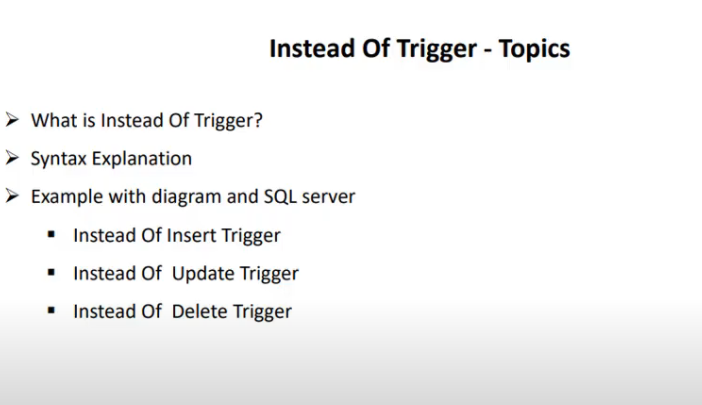 Instead Of Trigger - Topics
What is Instead Of Trigger?
Syntax Explanation
Example with diagram and SQL server
Instead Of Insert Trigger
Instead Of Update Trigger
Instead Of Delete Trigger